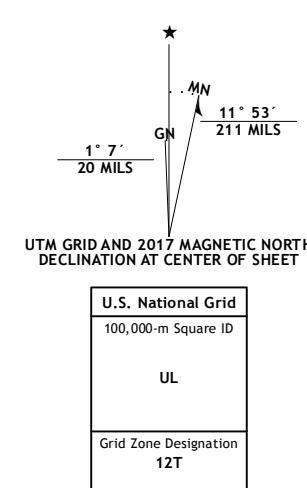 ★
MN
11° 53´
211 MILS
GN
1° 7´
20 MILS
UTM GRID AND 2017 MAGNETIC NORTH
DECLINATION AT CENTER OF SHEET
U.S. National Grid
100,000-m Square ID
UL
Grid Zone Designation
12T